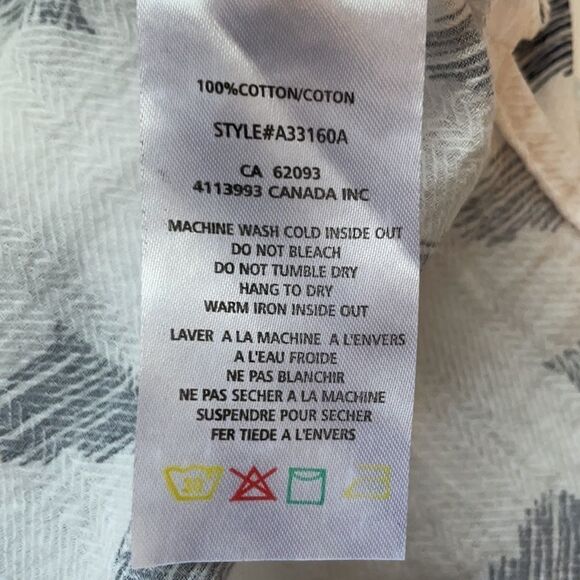 100%COTTON/COTON
STYLE#A33160A
CA 62093
4113993 CANADA INC
MACHINE WASH COLD INSIDE OUT
DO NOT BLEACH
DO NOT TUMBLE DRY
HANG TO DRY
WARM IRON INSIDE OUT
LAVER A LA MACHINE A L'ENVERS
A L'EAU FROIDE
NE PAS BLANCHIR
NE PAS SECHER A LA MACHINE
SUSPENDRE POUR SECHER
FER TIEDE A L'ENVERS
30